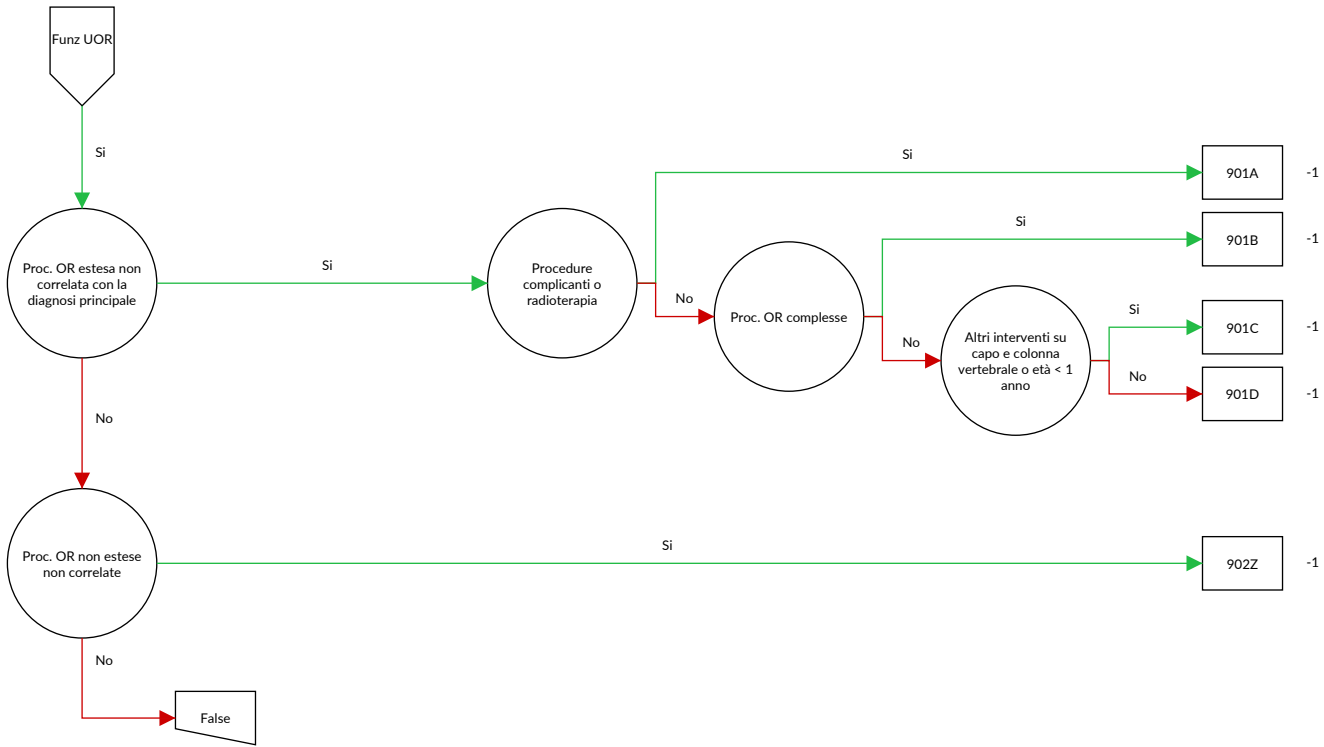 Funz UOR
Si
Proc. OR estesa non
correlata con la
diagnosi principale
Si
Procedure
complicanti o
radioterapia
Si
901A
-1
No
Proc. OR complesse
Si
901B
-1
No
Altri interventi su
capo e colonna
vertebrale o età < 1
anno
Si
901C
-1
No
901D
-1
No
Proc. OR non estese
non correlate
Si
902Z
-1
No
False